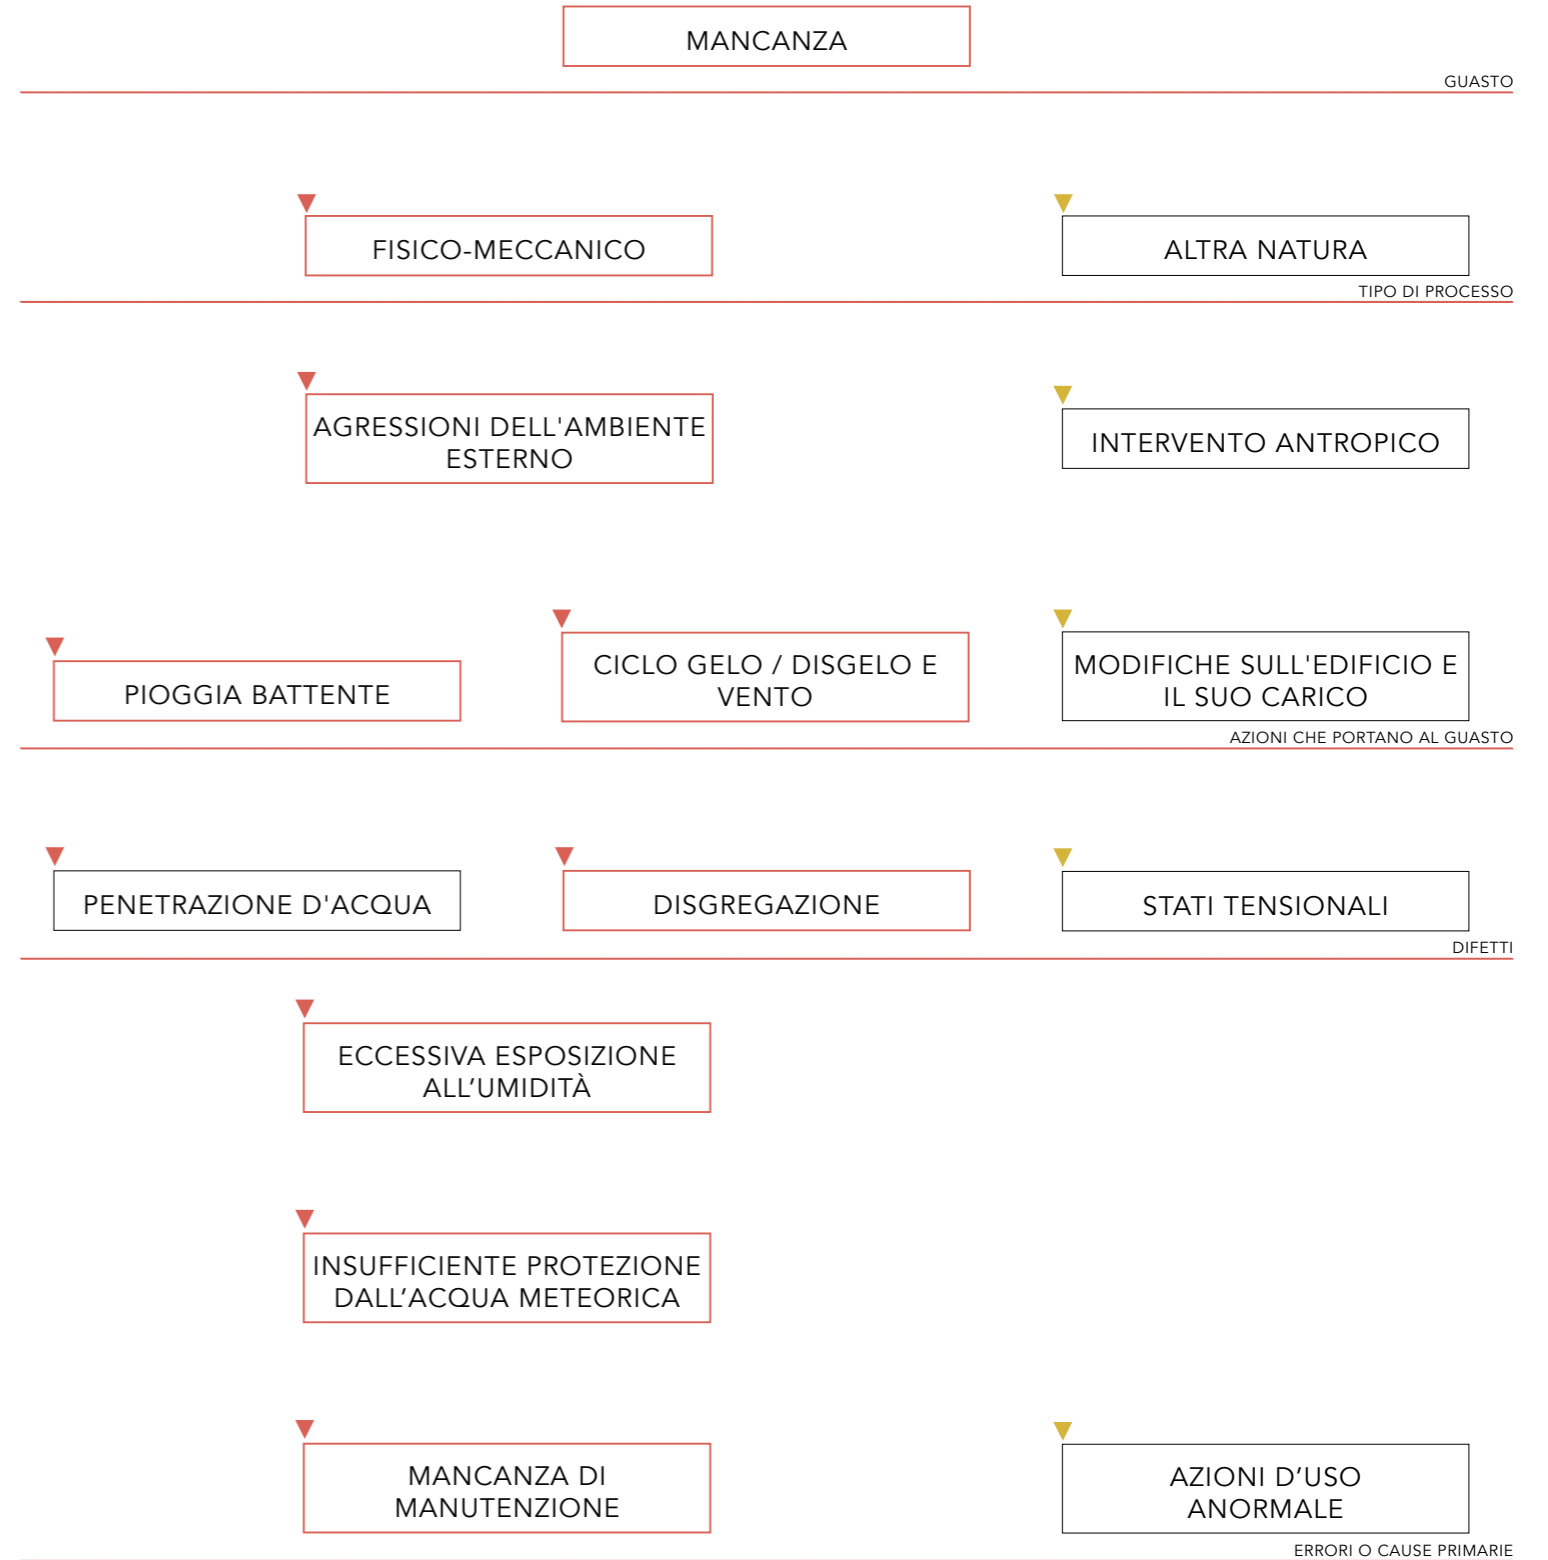 MANCANZA
GUASTO
FISICO-MECCANICO
ALTRA NATURA
TIPO DI PROCESSO
AGRESSIONI DELL'AMBIENTE
ESTERNO
INTERVENTO ANTROPICO
PIOGGIA BATTENTE
CICLO GELO / DISGELO E
VENTO
MODIFICHE SULL'EDIFICIO E
IL SUO CARICO
AZIONI CHE PORTANO AL GUASTO
PENETRAZIONE D'ACQUA
DISGREGAZIONE
STATI TENSIONALI
DIFETTI
ECCESSIVA ESPOSIZIONE
ALL’UMIDITÀ
INSUFFICIENTE PROTEZIONE
DALL’ACQUA METEORICA
MANCANZA DI
MANUTENZIONE
AZIONI D’USO
ANORMALE
ERRORI O CAUSE PRIMARIE